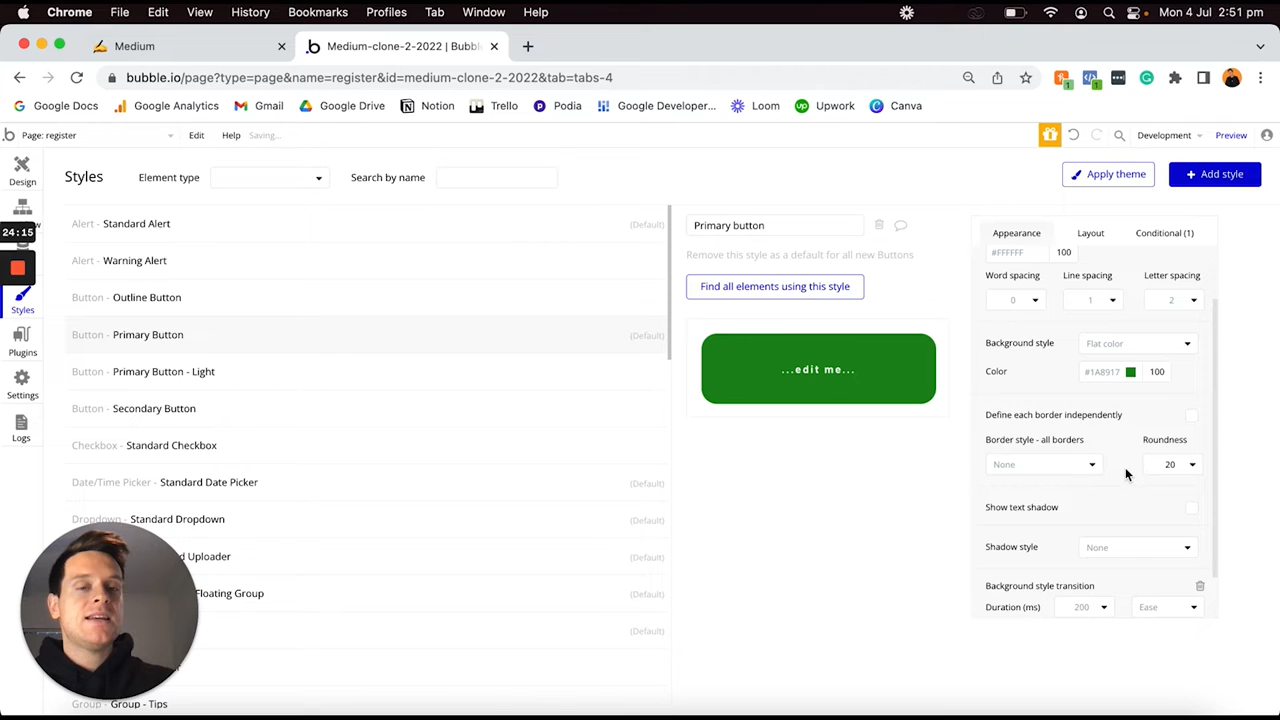 Chrome File Edit View History Bookmarks Profiles Tab Window Help Mon 4 Jul 2:51 pm
Medium
Medium-clone-2-2022 | Bubbl
bubble.io/page?type=page&name=register&id=medium-clone-2-2022&tab=tabs-4
Google Docs Google Analytics Gmail Google Drive Notion Trello Podia Google Developer... Loom Upwork Canva
Page: register Edit Help Saving... Development Preview
Design
24:15
Styles
Plugins
Settings
Logs
Styles Element type Search by name Apply theme + Add style
Alert - Standard Alert (Default)
Alert - Warning Alert
Button - Outline Button
Button - Primary Button (Default)
Button - Primary Button - Light
Button - Secondary Button
Checkbox - Standard Checkbox
Date/Time Picker - Standard Date Picker (Default)
Dropdown - Standard Dropdown (Default)
d Uploader (Default)
Floating Group (Default)
(Default)
Group - Group - Tips
Primary button
Remove this style as a default for all new Buttons
Find all elements using this style
...edit me...
Appearance Layout Conditional (1)
#FFFFFF 100
Word spacing Line spacing Letter spacing
0 1 2
Background style Flat color
Color #1A8917 100
Define each border independently
Border style - all borders Roundness
None 20
Show text shadow
Shadow style None
Background style transition
Duration (ms) 200 Ease